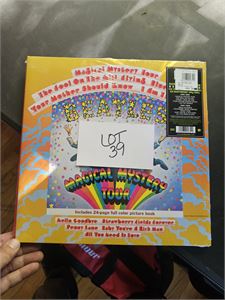 Magical Mystery Tour
The Fool On The Hill Flying Blue
Your Mother Should Know I Am T
BEATLES
LOT
39
MAGICAL MYSTERY
TOUR
Includes 24-page full color picture book
Hello Goodbye Strawberry Fields Forever
Penny Lane Baby You're A Rich Man
All You Need Is Love